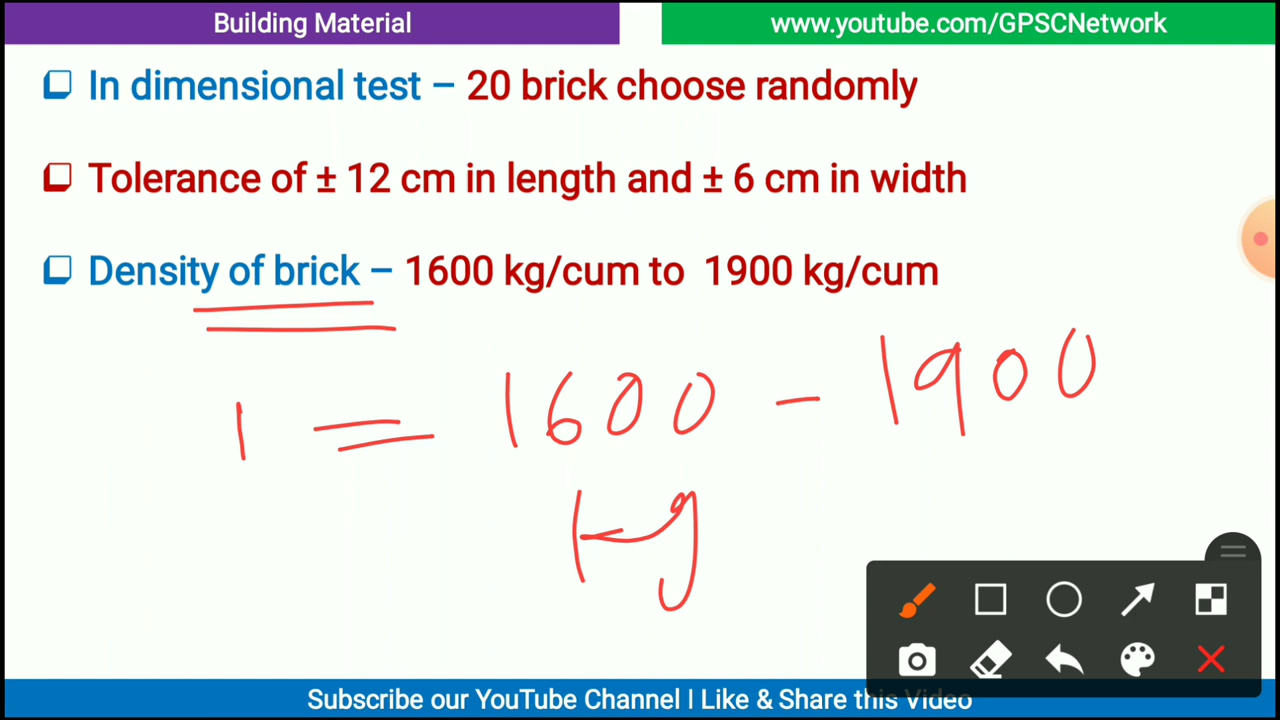 Building Material
www.youtube.com/GPSCNetwork
In dimensional test – 20 brick choose randomly
Tolerance of ± 12 cm in length and ± 6 cm in width
Density of brick – 1600 kg/cum to 1900 kg/cum
1 = 1600 - 1900
kg
Subscribe our YouTube Channel l Like & Share this Video